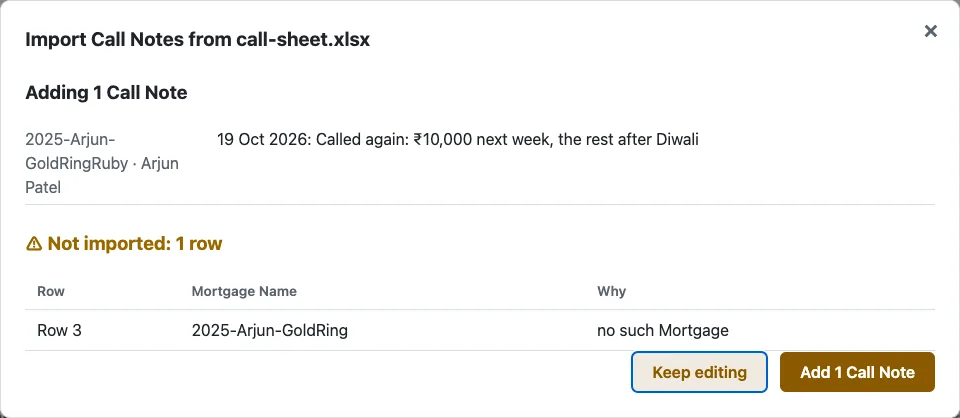 Import Call Notes from call-sheet.xlsx
Adding 1 Call Note
2025-Arjun-
GoldRingRuby · Arjun
Patel
19 Oct 2026: Called again: ₹10,000 next week, the rest after Diwali
Not imported: 1 row
Row Mortgage Name Why
Row 3 2025-Arjun-GoldRing no such Mortgage
Keep editing Add 1 Call Note